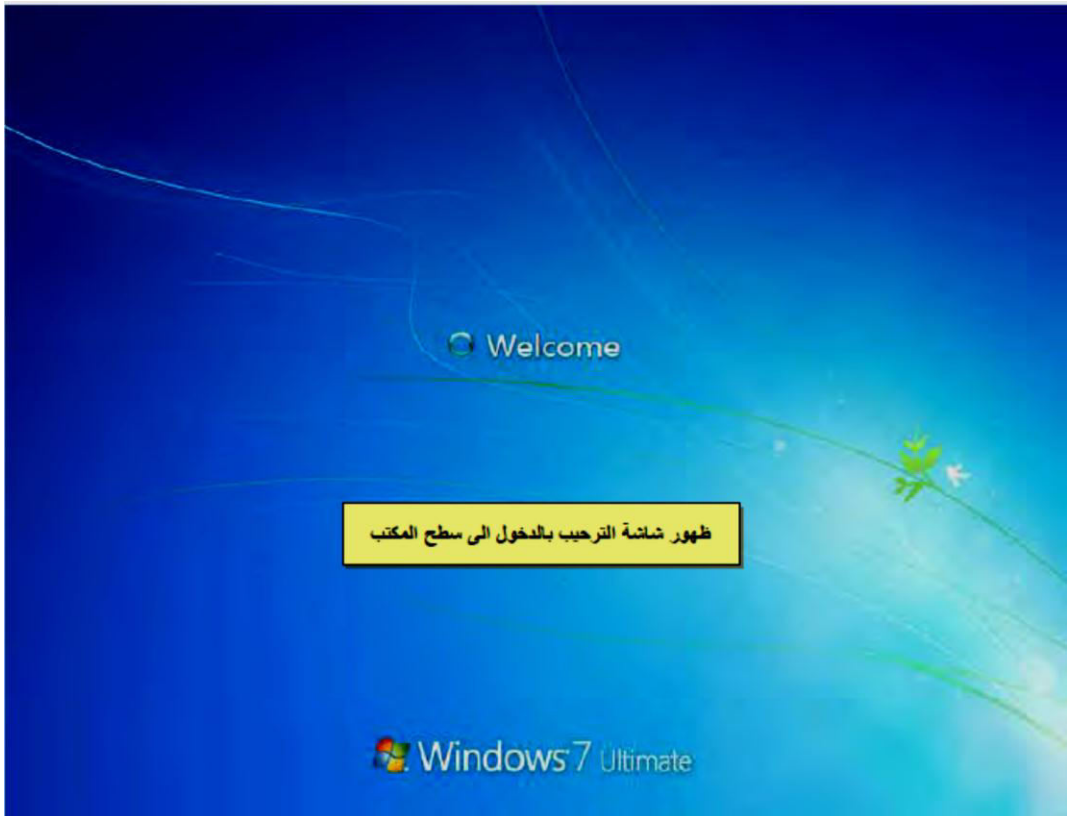 Welcome
ظهور شاشة الترحيب بالدخول الى سطح المكتب
Windows 7 Ultimate